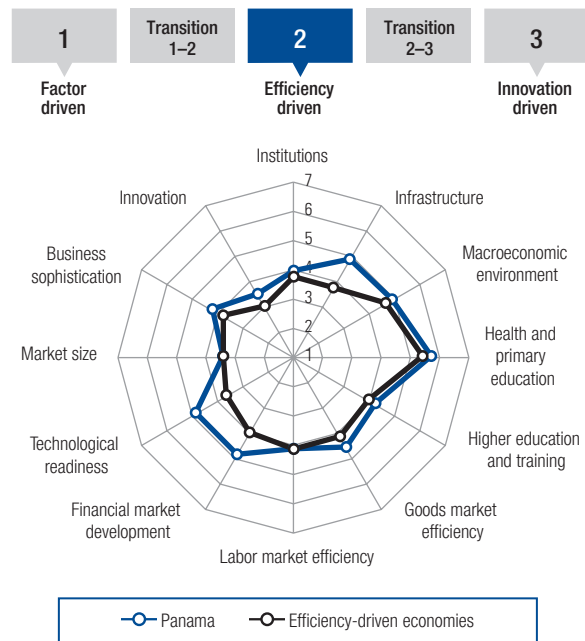 1
Transition
1–2
2
Transition
2–3
3
Factor
driven
Efficiency
driven
Innovation
driven
Institutions
7
6
5
4
3
2
1
Infrastructure
Macroeconomic
environment
Health and
primary
education
Higher education
and training
Goods market
efficiency
Labor market efficiency
Financial market
development
Technological
readiness
Market size
Business
sophistication
Innovation
Panama
Efficiency-driven economies